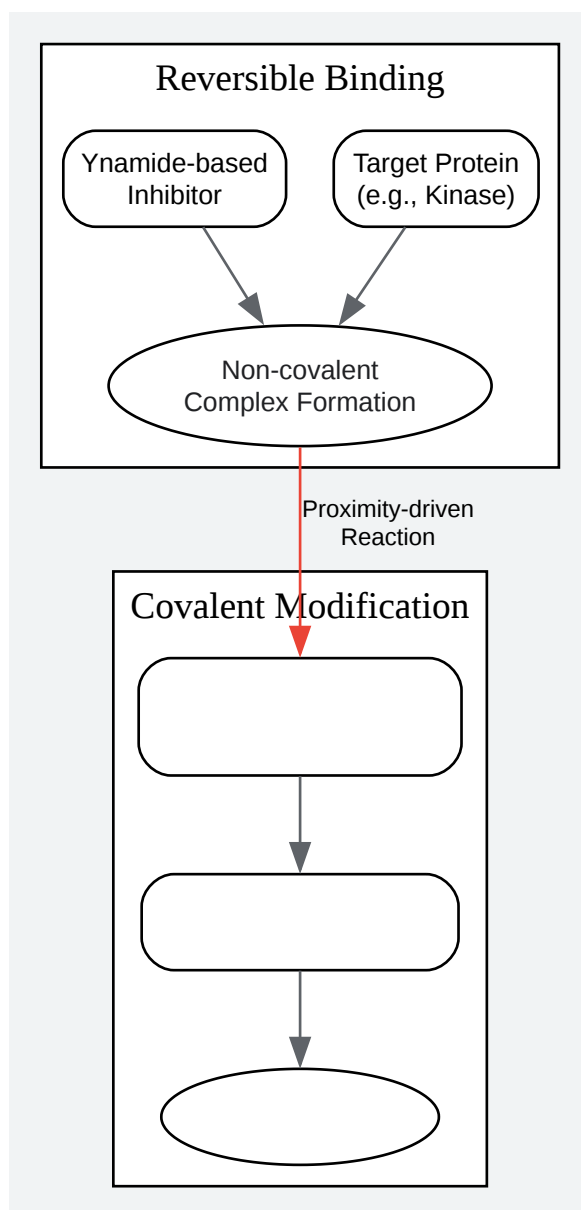 Reversible Binding
Ynamide-based
Inhibitor
Target Protein
(e.g., Kinase)
Non-covalent
Complex Formation
Proximity-driven
Reaction
Covalent Modification